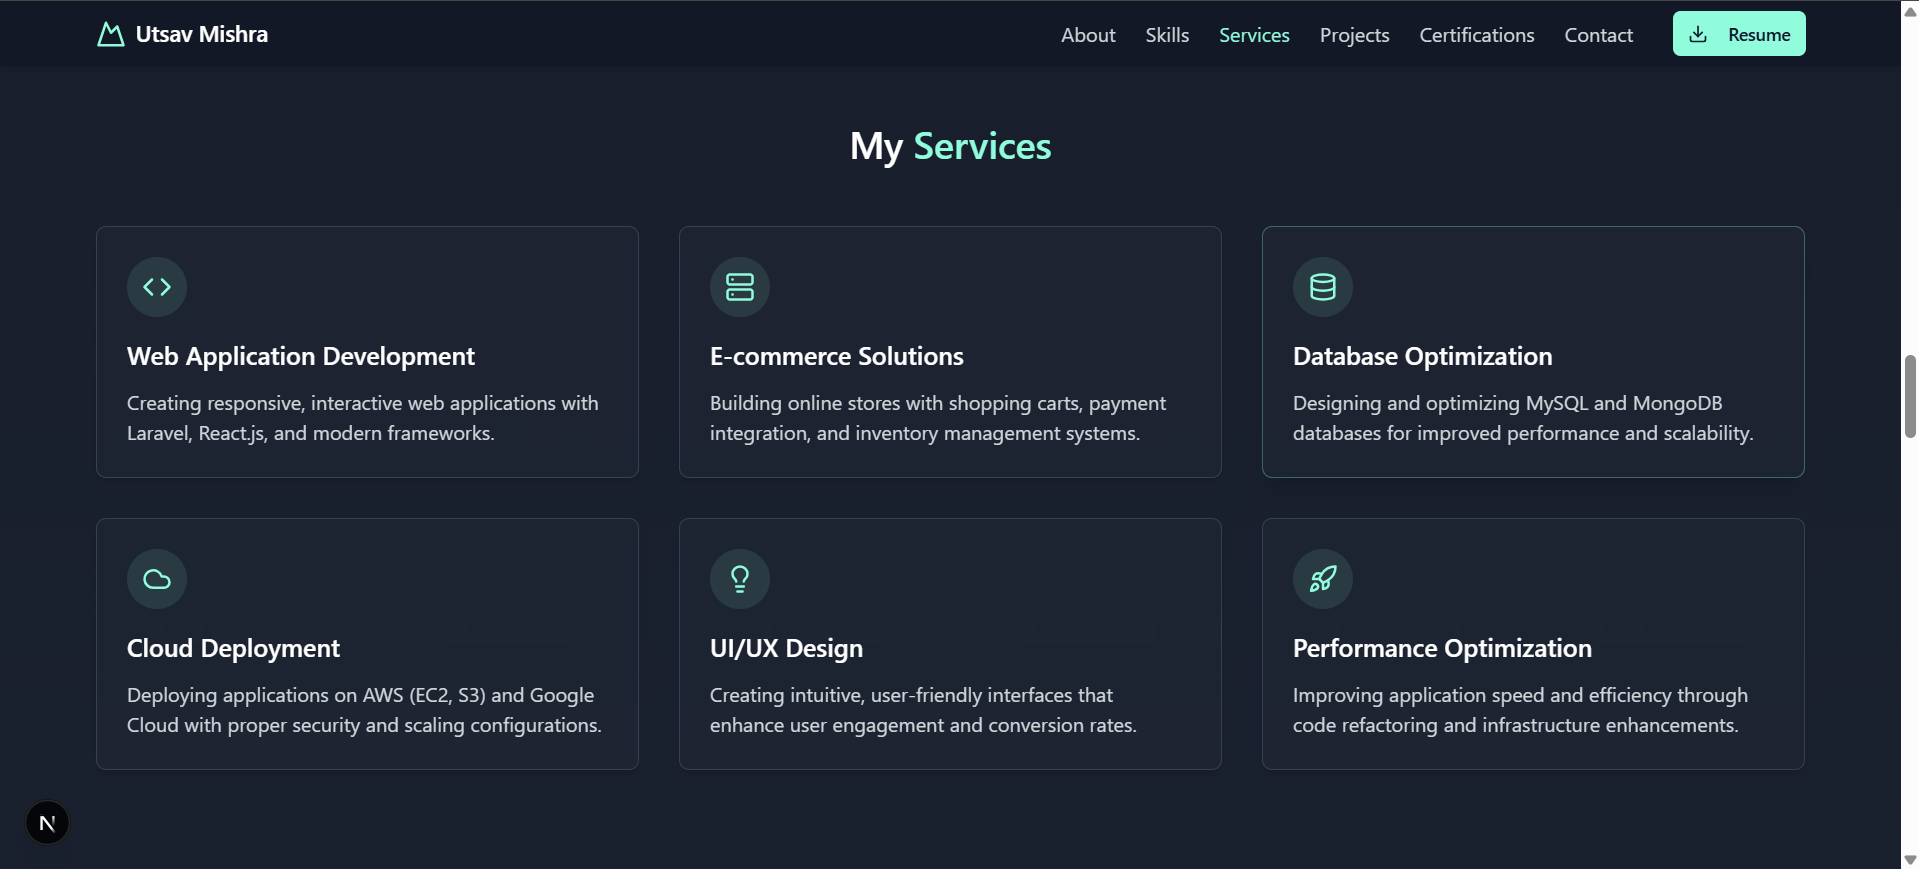 Utsav Mishra
About
Skills
Services
Projects
Certifications
Contact
Resume
My Services
Web Application Development
Creating responsive, interactive web applications with
Laravel, React.js, and modern frameworks.
E-commerce Solutions
Building online stores with shopping carts, payment
integration, and inventory management systems.
Database Optimization
Designing and optimizing MySQL and MongoDB
databases for improved performance and scalability.
Cloud Deployment
Deploying applications on AWS (EC2, S3) and Google
Cloud with proper security and scaling configurations.
UI/UX Design
Creating intuitive, user-friendly interfaces that
enhance user engagement and conversion rates.
Performance Optimization
Improving application speed and efficiency through
code refactoring and infrastructure enhancements.
N